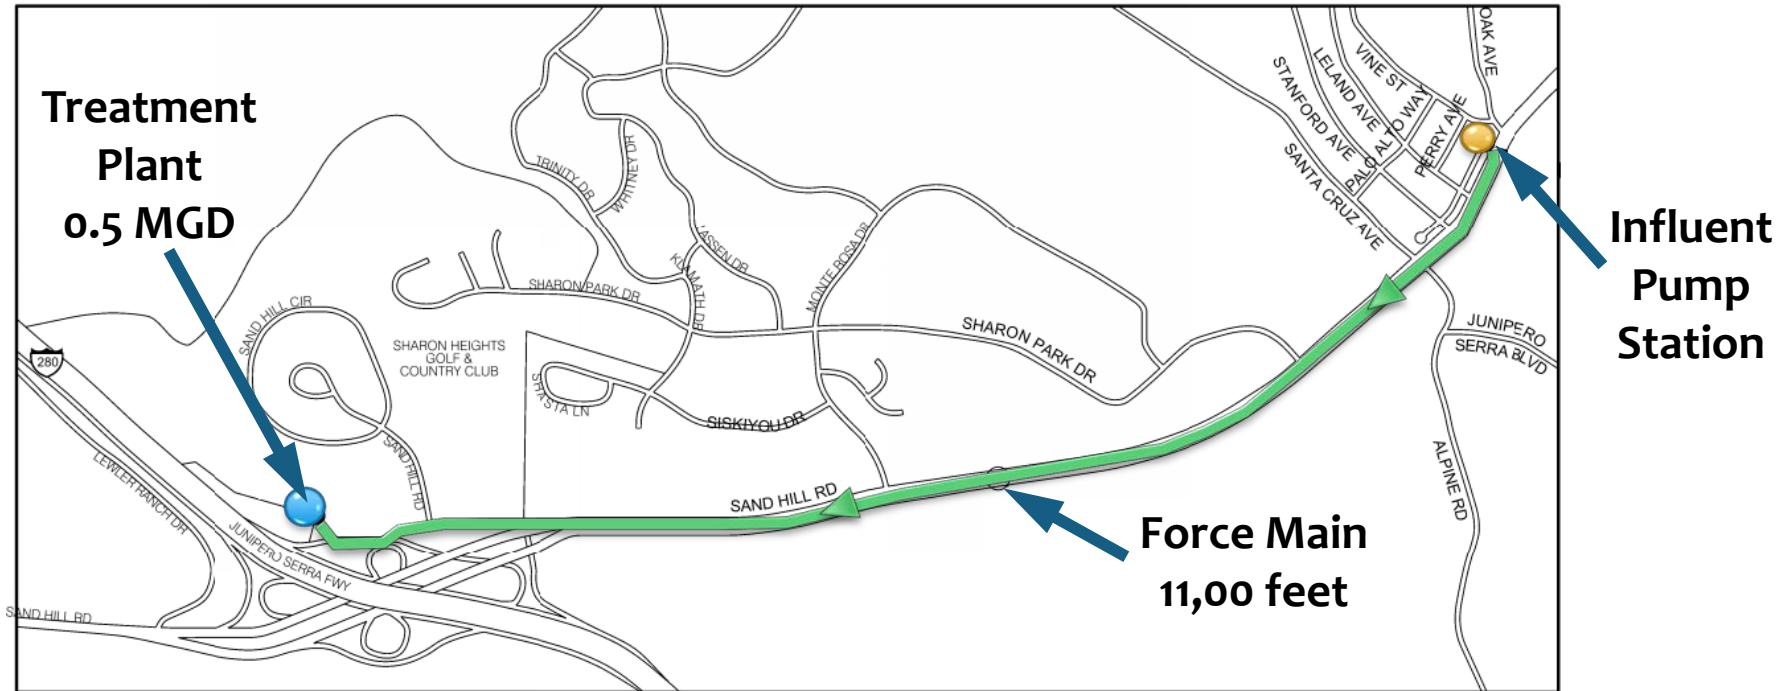 Treatment
Plant
0.5 MGD
Influent
Pump
Station
Force Main
11,00 feet
OAK AVE
VINE ST
LELAND AVE
STANFORD AVE
PALO ALTO WAY
PERRY AVE
SANTA CRUZ AVE
JUNIPERO
SERRA BLVD
ALPINE RD
TRINITY DR
WHITNEY DR
LASSEN DR
KLAMATH DR
MONTE ROSA DR
SHARON PARK DR
SHARON PARK DR
SAND HILL CIR
SHARON HEIGHTS
GOLF &
COUNTRY CLUB
SHASTA LN
SISKIYOU DR
SAND HILL RD
SAND HILL RD
280
LEWLER RANCH DR
JUNIPERO SERRA FWY
SAND HILL RD